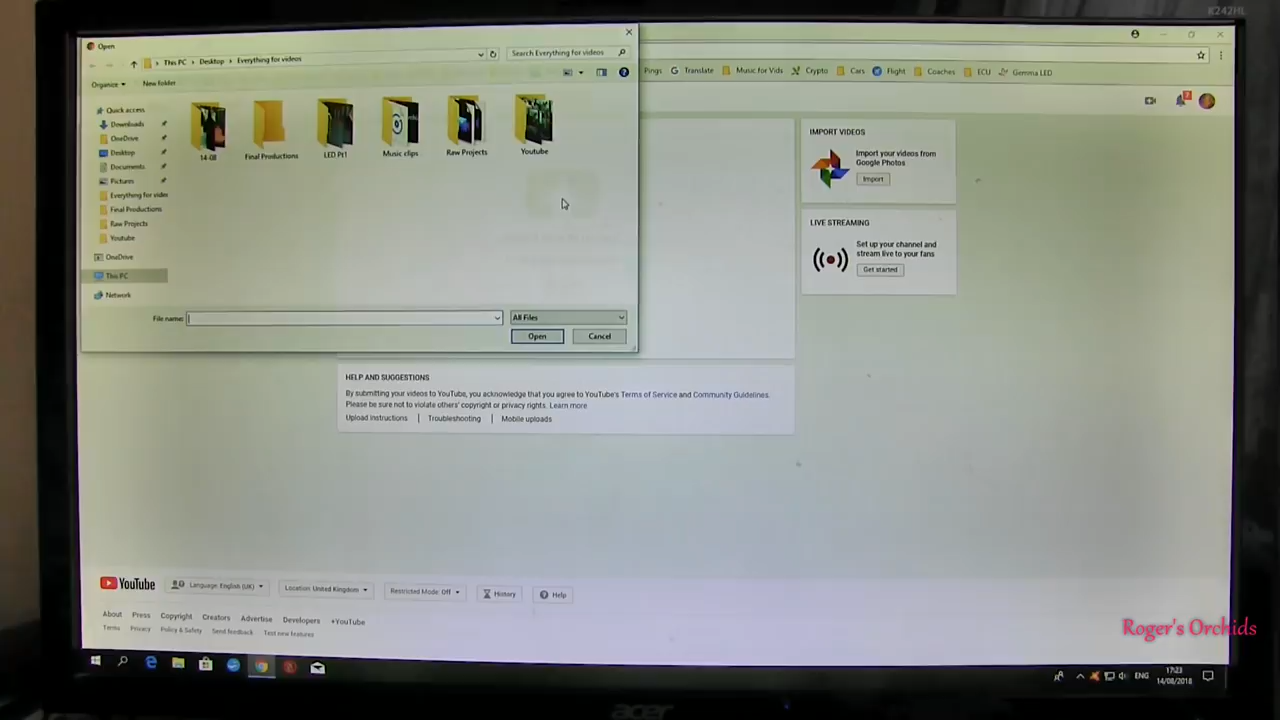 K242HL
Open
This PC > Desktop > Everything for videos
Search Everything for videos
Organize
New folder
Quick access
Downloads
OneDrive
Desktop
Documents
Pictures
Everything for video
Final Productions
Raw Projects
Youtube
OneDrive
This PC
Network
14-08
Final Productions
LED Pt1
Music clips
Raw Projects
Youtube
File name:
All Files
Open
Cancel
Pings
Translate
Music for Vids
Crypto
Cars
Flight
Coaches
ECU
Gemma LED
IMPORT VIDEOS
Import your videos from
Google Photos
Import
LIVE STREAMING
Set up your channel and
stream live to your fans
Get started
HELP AND SUGGESTIONS
By submitting your videos to YouTube, you acknowledge that you agree to YouTube's Terms of Service and Community Guidelines.
Please be sure not to violate others' copyright or privacy rights. Learn more
Upload instructions | Troubleshooting | Mobile uploads
YouTube
Language: English (UK)
Location: United Kingdom
Restricted Mode: Off
History
Help
About Press Copyright Creators Advertise Developers +YouTube
Terms Privacy Policy & Safety Send feedback Test new features
Roger's Orchids
ENG
17:23
14/08/2018
acer